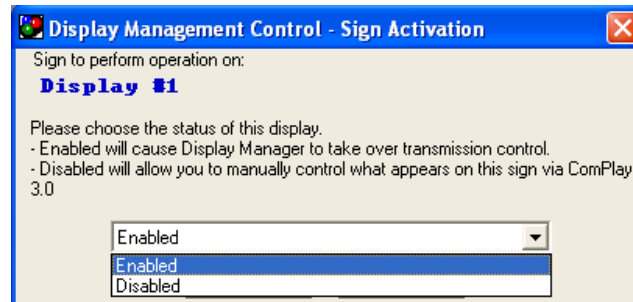 Display Management Control - Sign Activation
Sign to perform operation on:
Display #1
Please choose the status of this display.
- Enabled will cause Display Manager to take over transmission control.
- Disabled will allow you to manually control what appears on this sign via ComPlay
3.0
Enabled
Enabled
Disabled